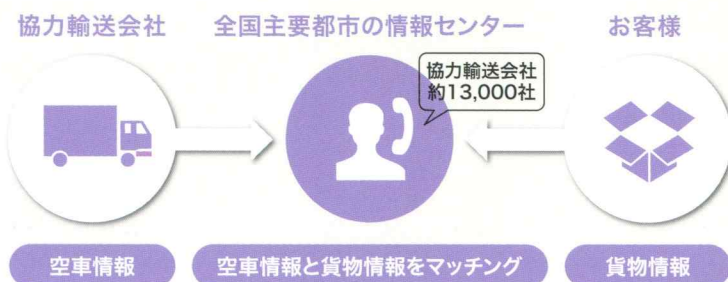 協力輸送会社
全国主要都市の情報センター
お客様
協力輸送会社
約13,000社
空車情報
空車情報と貨物情報をマッチング
貨物情報